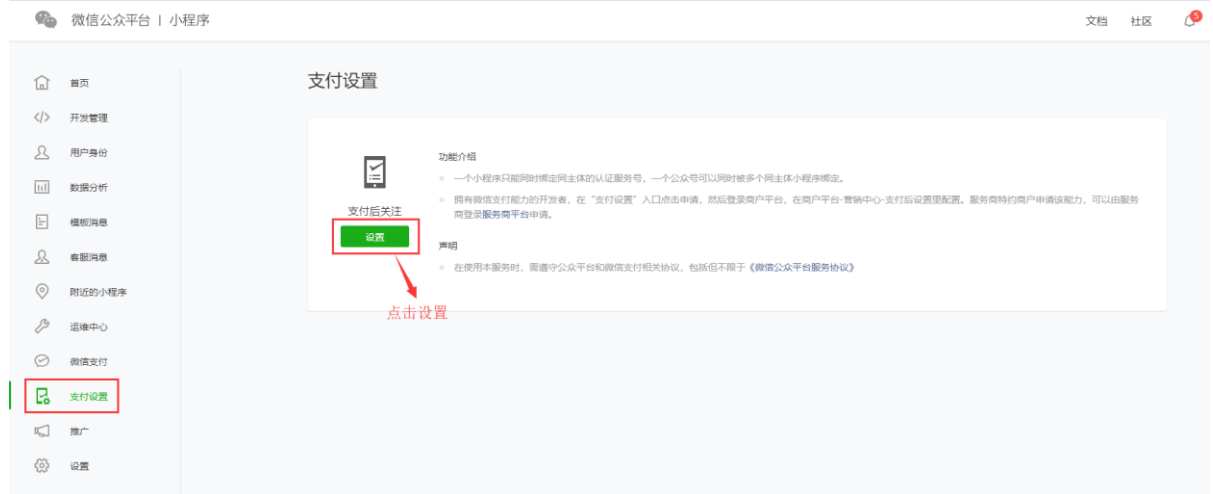 微信公众平台 | 小程序
文档 社区 5
首页
开发管理
用户身份
数据分析
模板消息
客服消息
附近的小程序
运维中心
微信支付
支付设置
推广
设置
支付设置
支付后关注
设置
点击设置
功能介绍
一个小程序只能同时绑定同主体的认证服务号，一个公众号可以同时被多个同主体小程序绑定。
拥有微信支付能力的开发者，在“支付设置”入口点击申请，然后登录商户平台，在商户平台-营销中心-支付后设置里配置。服务商特约商户申请该能力，可以由服务
商登录服务商平台申请。
声明
在使用本服务时，需遵守公众平台和微信支付相关协议，包括但不限于《微信公众平台服务协议》